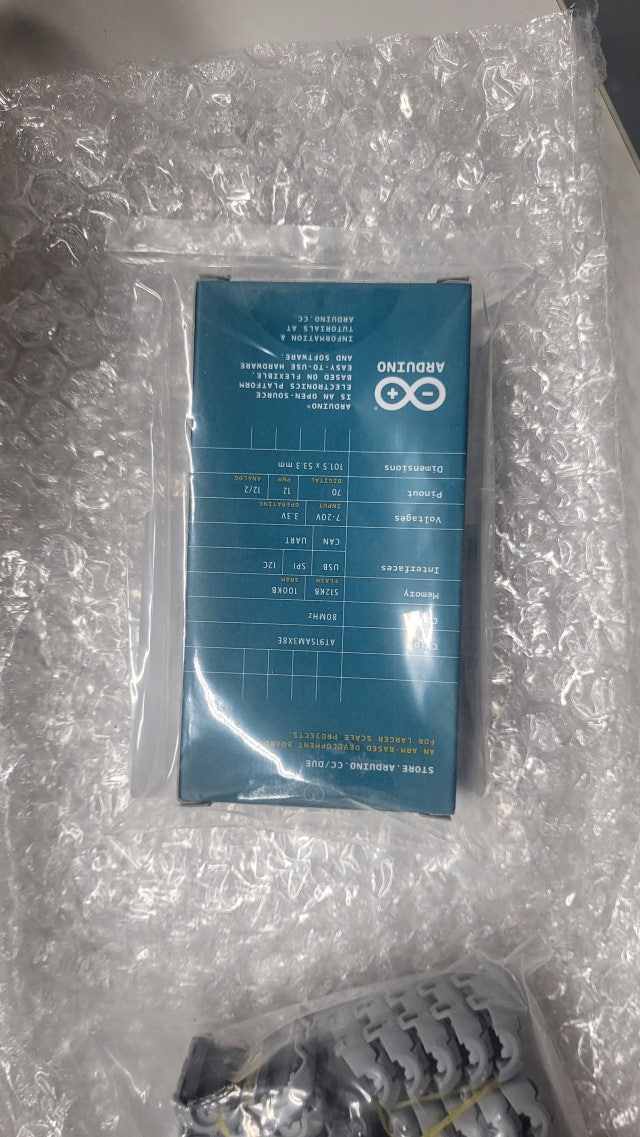 STORE.ARDUINO.CC/DUE
AN ARM-BASED DEVELOPMENT BOARD
FOR LARGER SCALE PROJECTS.
AT91SAM3X8E
80MHz
Memory 512KB 100KB
FLASH SRAM
Interfaces USB SPI I2C
CAN UART
Voltages 7-20V 3.3V
INPUT OPERATING
Pinout 70 12 12/2
DIGITAL PWM ANALOG
Dimensions 101.5 x 53.3 mm
ARDUINO
ARDUINO®
IS AN OPEN-SOURCE
ELECTRONICS PLATFORM
BASED ON FLEXIBLE,
EASY-TO-USE HARDWARE
AND SOFTWARE.
INFORMATION &
TUTORIALS AT
ARDUINO.CC